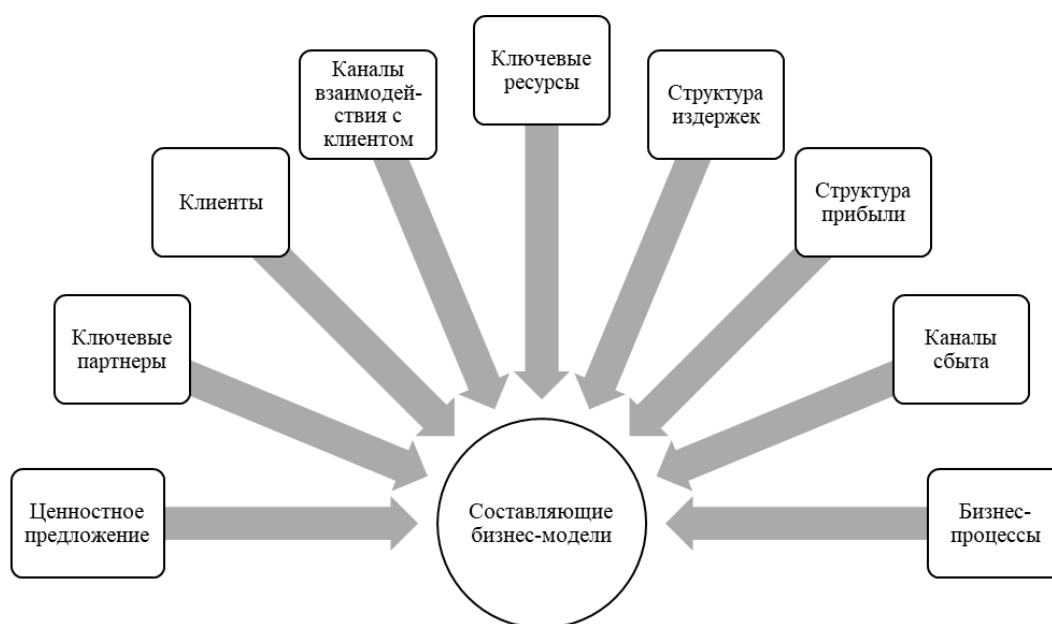 Ключевые
ресурсы
Каналы
взаимодей-
ствия с
клиентом
Структура
издержек
Клиенты
Структура
прибыли
Ключевые
партнеры
Каналы
сбыта
Ценностное
предложение
Составляющие
бизнес-модели
Бизнес-
процессы